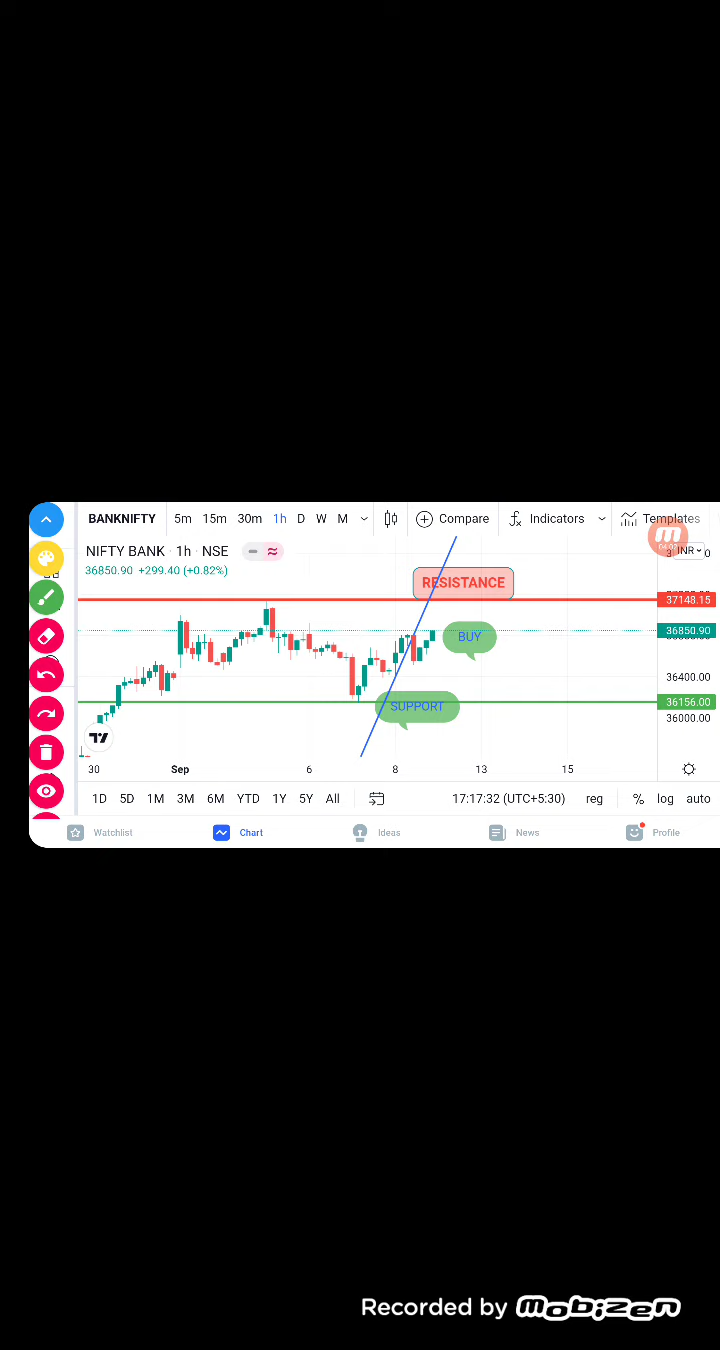 BANKNIFTY 5m 15m 30m 1h D W M Compare Indicators Templates
NIFTY BANK · 1h · NSE
INR
04:02
36850.90 +299.40 (+0.82%)
RESISTANCE
37148.15
36850.90
BUY
36400.00
36156.00
SUPPORT
36000.00
30 Sep 6 8 13 15
1D 5D 1M 3M 6M YTD 1Y 5Y All 17:17:32 (UTC+5:30) reg % log auto
Watchlist Chart Ideas News Profile
Recorded by mobizen